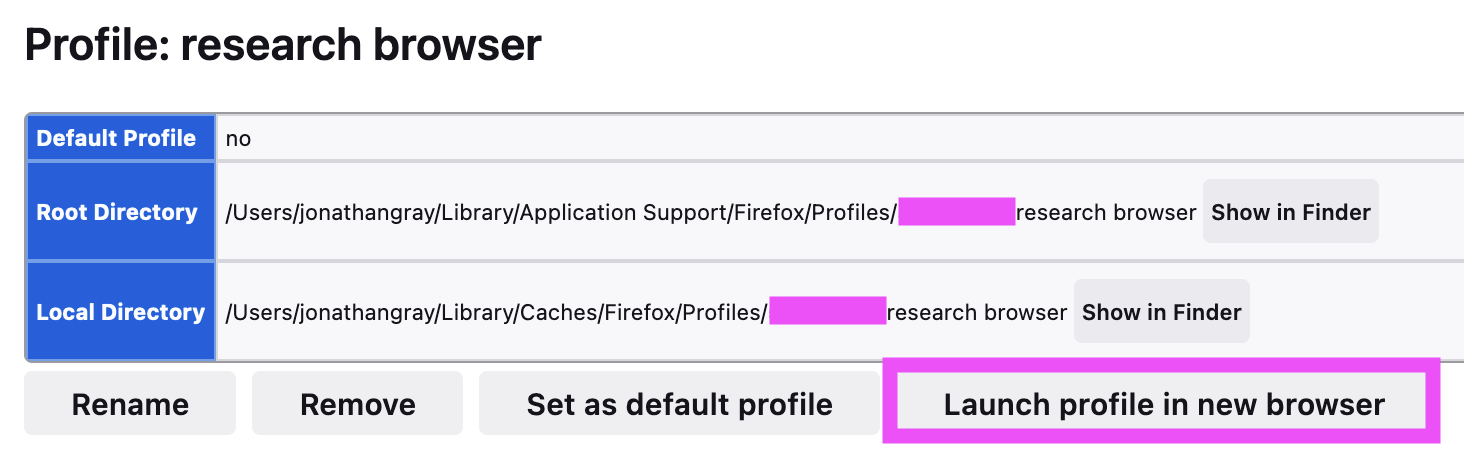 Profile: research browser
Default Profile no
Root Directory /Users/jonathangray/Library/Application Support/Firefox/Profiles/ research browser Show in Finder
Local Directory /Users/jonathangray/Library/Caches/Firefox/Profiles/ research browser Show in Finder
Rename Remove Set as default profile Launch profile in new browser